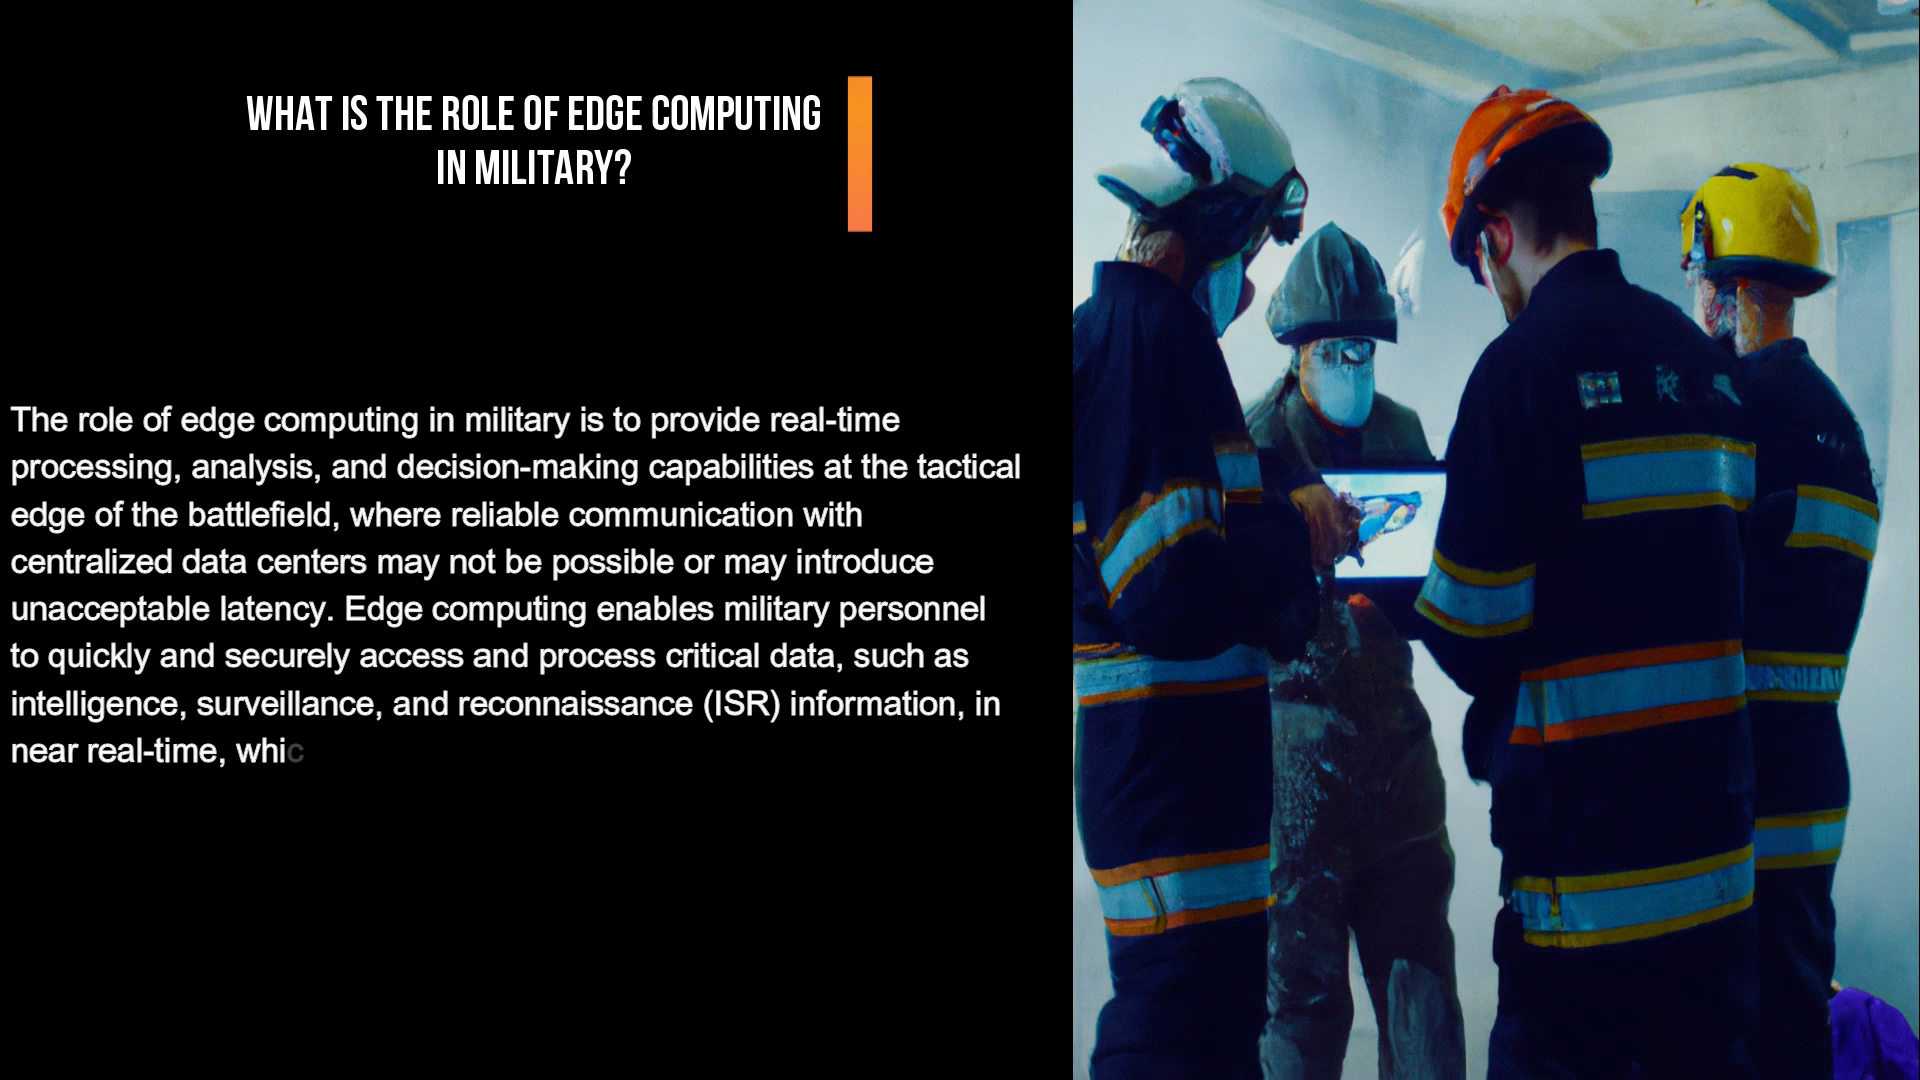 WHAT IS THE ROLE OF EDGE COMPUTING
IN MILITARY?
The role of edge computing in military is to provide real-time
processing, analysis, and decision-making capabilities at the tactical
edge of the battlefield, where reliable communication with
centralized data centers may not be possible or may introduce
unacceptable latency. Edge computing enables military personnel
to quickly and securely access and process critical data, such as
intelligence, surveillance, and reconnaissance (ISR) information, in
near real-time, whic